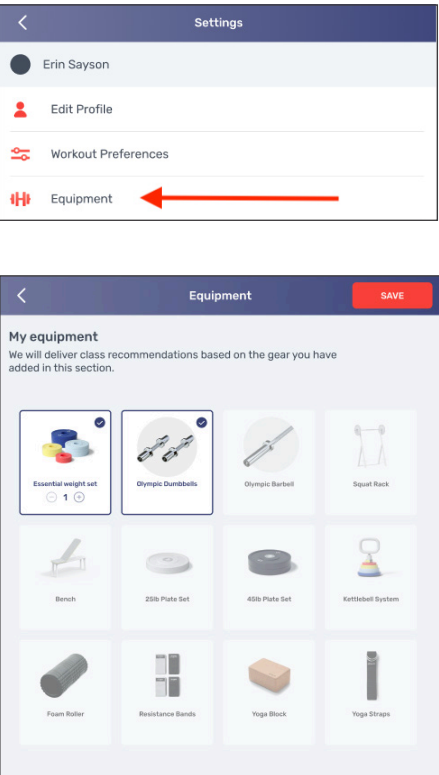 Settings
Erin Sayson
Edit Profile
Workout Preferences
Equipment
Equipment
SAVE
My equipment
We will deliver class recommendations based on the gear you have
added in this section.
Essential weight set
1
Olympic Dumbbells
Olympic Barbell
Squat Rack
Bench
25lb Plate Set
45lb Plate Set
Kettlebell System
Foam Roller
Resistance Bands
Yoga Block
Yoga Straps